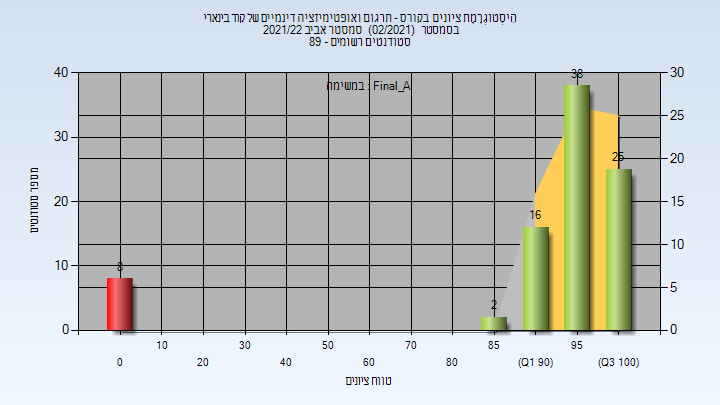 הִיסְטוֹגְרָמַת ציונים בקורס - תרגום ואופטימיזציה דינמיים של קוד בינארי
בסמסטר (02/2021) סמסטר אביב 2021/22
סטודנטים רשומים - 89
במשימה : Final_A
40 30 20 10 0
מספר סטודנטים
30 25 20 15 10 5 0
8 2 16 38 25
10 30 50 70 85 95
0 20 40 60 80 (Q1 90) (Q3 100)
טווח ציונים